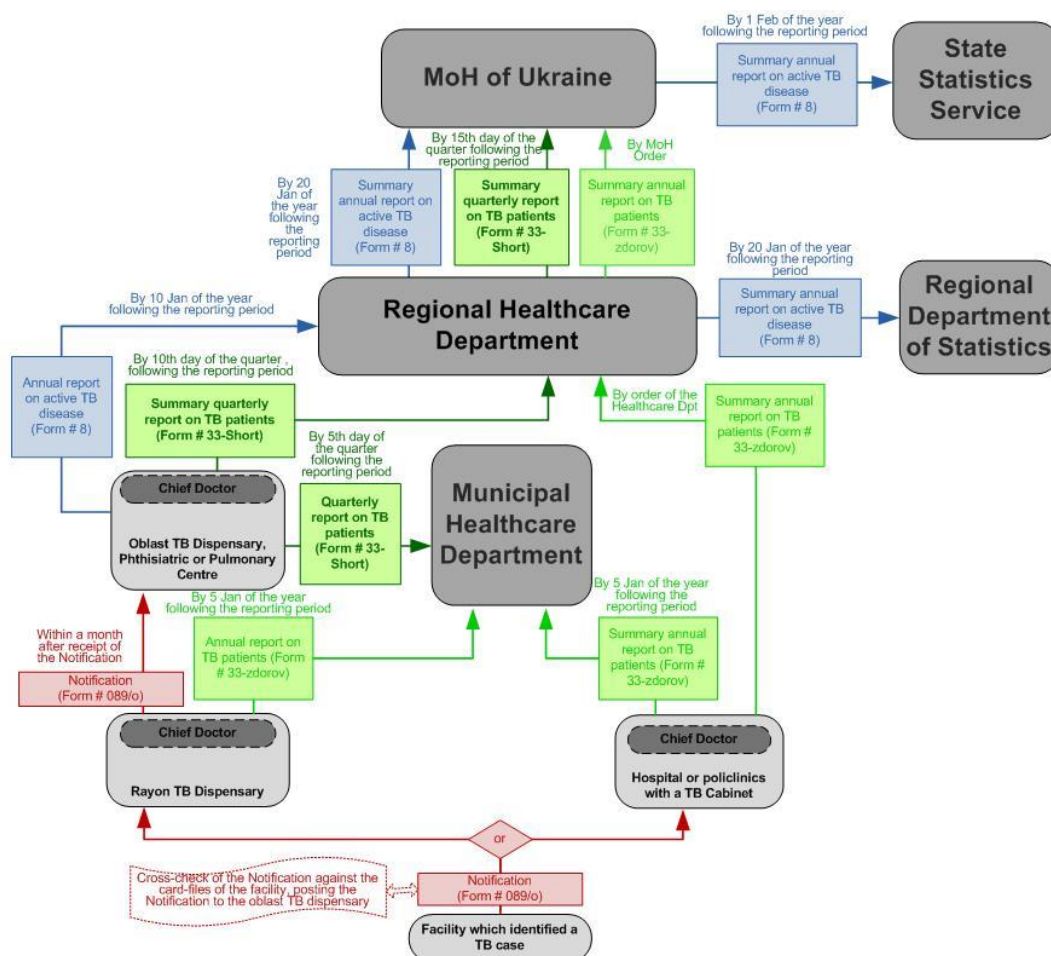 By 1 Feb of the year
following the reporting period
MoH of Ukraine
Summary annual
report on active TB
disease
(Form # 8)
State
Statistics
Service
By 15th day of the
quarter following the
reporting period
By MoH
Order
By 20
Jan of
the year
following
the
reporting
period
Summary
annual report on
active TB
disease
(Form # 8)
Summary
quarterly report
on TB patients
(Form # 33-
Short)
Summary annual
report on TB
patients
(Form # 33-
zdorov)
By 20 Jan of the year
following the reporting
period
By 10 Jan of the year
following the reporting period
Regional Healthcare
Department
Summary annual
report on active TB
disease
(Form # 8)
Regional
Department
of Statistics
By 10th day of the quarter ,
following the reporting period
Annual report
on active TB
disease
(Form # 8)
Summary quarterly
report on TB patients
(Form # 33-Short)
By order of the
Healthcare Dpt
Summary annual
report on TB
patients (Form #
33-zdorov)
By 5th day of
the quarter
following the
reporting period
Chief Doctor
Oblast TB Dispensary,
Phthisiatric or Pulmonary
Centre
Quarterly
report on TB
patients
(Form # 33-
Short)
Municipal
Healthcare
Department
By 5 Jan of the year
following the reporting period
By 5 Jan of the year
following the
reporting period
Within a month
after receipt of
the Notification
Annual report on
TB patients (Form
# 33-zdorov)
Summary annual
report on TB
patients (Form #
33-zdorov)
Notification
(Form # 089/o)
Chief Doctor
Rayon TB Dispensary
Chief Doctor
Hospital or policlinics
with a TB Cabinet
or
Cross-check of the Notification against the
card-files of the facility, posting the
Notification to the oblast TB dispensary
Notification
(Form # 089/o)
Facility which identified a
TB case